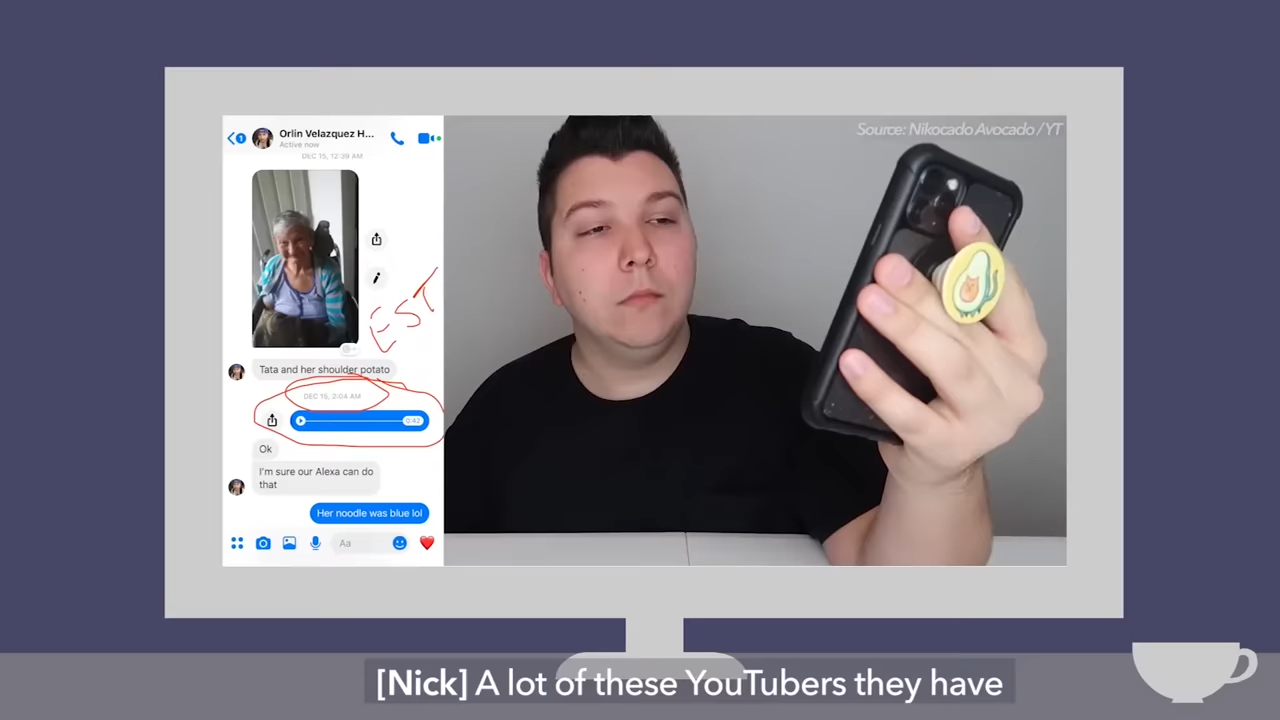 Source: Nikocado Avocado / YT
1
Orlin Velazquez H...
Active now
DEC 15, 12:39 AM
EST
Tata and her shoulder potato
DEC 15, 2:04 AM
0:42
Ok
I'm sure our Alexa can do
that
Her noodle was blue lol
Aa
[Nick] A lot of these YouTubers they have